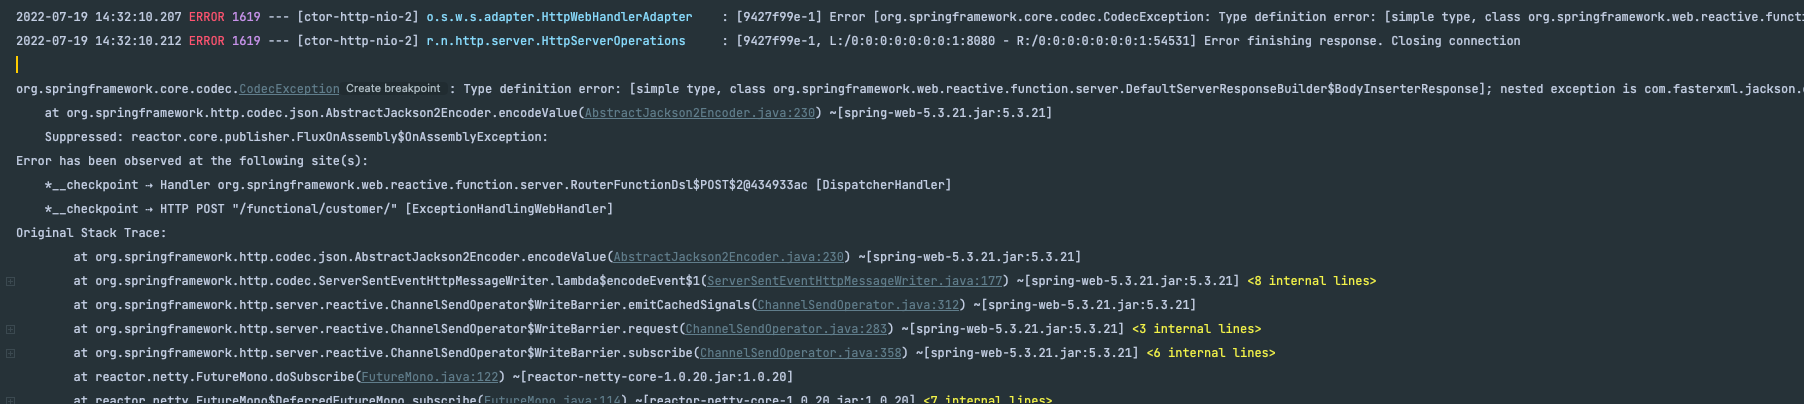 2022-07-19 14:32:10.207 ERROR 1619 --- [ctor-http-nio-2] o.s.w.s.adapter.HttpWebHandlerAdapter    : [9427f99e-1] Error [org.springframework.core.codec.CodecException: Type definition error: [simple type, class org.springframework.web.reactive.functi
2022-07-19 14:32:10.212 ERROR 1619 --- [ctor-http-nio-2] r.n.http.server.HttpServerOperations     : [9427f99e-1, L:/0:0:0:0:0:0:0:1:8080 - R:/0:0:0:0:0:0:0:1:54531] Error finishing response. Closing connection
org.springframework.core.codec.CodecException Create breakpoint : Type definition error: [simple type, class org.springframework.web.reactive.function.server.DefaultServerResponseBuilder$BodyInserterResponse]; nested exception is com.fasterxml.jackson.
    at org.springframework.http.codec.json.AbstractJackson2Encoder.encodeValue(AbstractJackson2Encoder.java:230) ~[spring-web-5.3.21.jar:5.3.21]
    Suppressed: reactor.core.publisher.FluxOnAssembly$OnAssemblyException:
Error has been observed at the following site(s):
    *__checkpoint ⇢ Handler org.springframework.web.reactive.function.server.RouterFunctionDsl$POST$2@434933ac [DispatcherHandler]
    *__checkpoint ⇢ HTTP POST "/functional/customer/" [ExceptionHandlingWebHandler]
Original Stack Trace:
        at org.springframework.http.codec.json.AbstractJackson2Encoder.encodeValue(AbstractJackson2Encoder.java:230) ~[spring-web-5.3.21.jar:5.3.21]
        at org.springframework.http.codec.ServerSentEventHttpMessageWriter.lambda$encodeEvent$1(ServerSentEventHttpMessageWriter.java:177) ~[spring-web-5.3.21.jar:5.3.21] <8 internal lines>
        at org.springframework.http.server.reactive.ChannelSendOperator$WriteBarrier.emitCachedSignals(ChannelSendOperator.java:312) ~[spring-web-5.3.21.jar:5.3.21]
        at org.springframework.http.server.reactive.ChannelSendOperator$WriteBarrier.request(ChannelSendOperator.java:283) ~[spring-web-5.3.21.jar:5.3.21] <3 internal lines>
        at org.springframework.http.server.reactive.ChannelSendOperator$WriteBarrier.subscribe(ChannelSendOperator.java:358) ~[spring-web-5.3.21.jar:5.3.21] <6 internal lines>
        at reactor.netty.FutureMono.doSubscribe(FutureMono.java:122) ~[reactor-netty-core-1.0.20.jar:1.0.20]
        at reactor.netty.FutureMono$DeferredFutureMono.subscribe(FutureMono.java:114) ~[reactor-netty-core-1.0.20.jar:1.0.20] <7 internal lines>